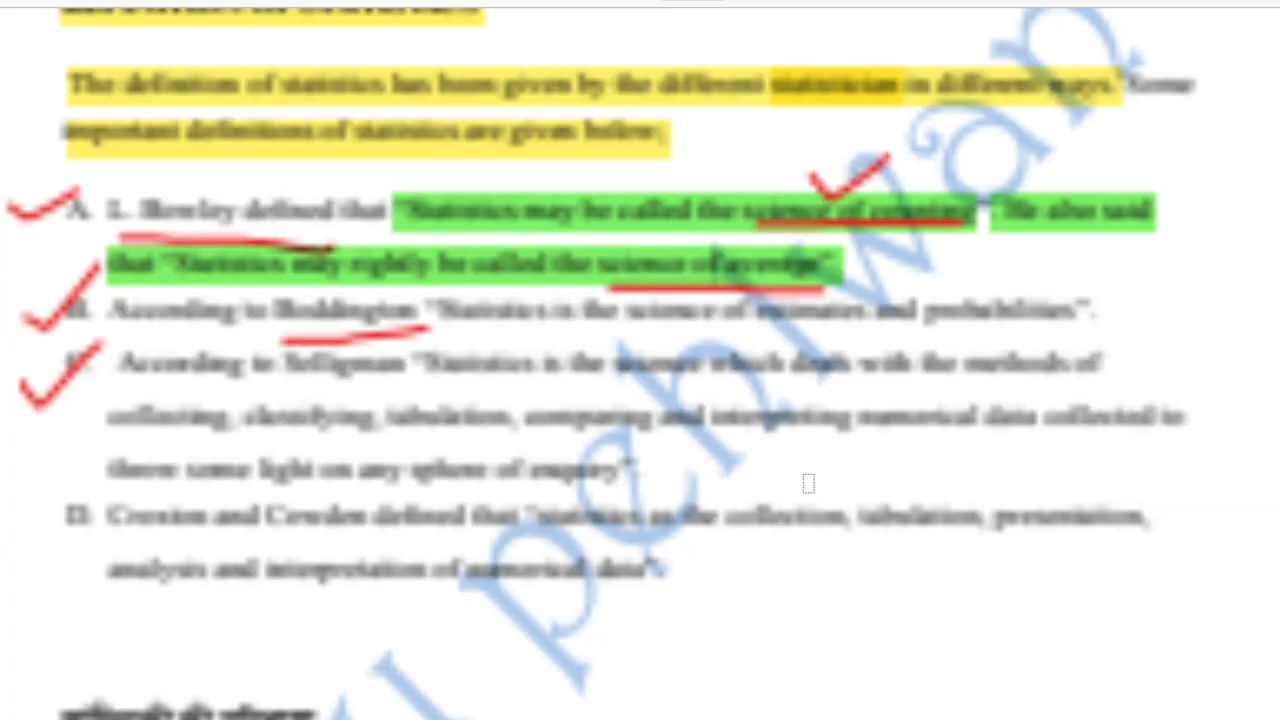 The definition of statistics has been given by the different statistician in different ways. Some
important definitions of statistics are given below;
A. L. Bowley defined that "Statistics may be called the science of counting" "He also said
that "Statistics may rightly be called the science of average".
B. According to Boddington "Statistics is the science of estimates and probabilities".
C. According to Selligman "Statistics is the science which deals with the methods of
collecting, classifying, tabulation, comparing and interpreting numerical data collected to
throw some light on any sphere of enquiry".
D. Croxton and Cowden defined that "statistics as the collection, tabulation, presentation,
analysis and interpretation of numerical data".
pehlwan